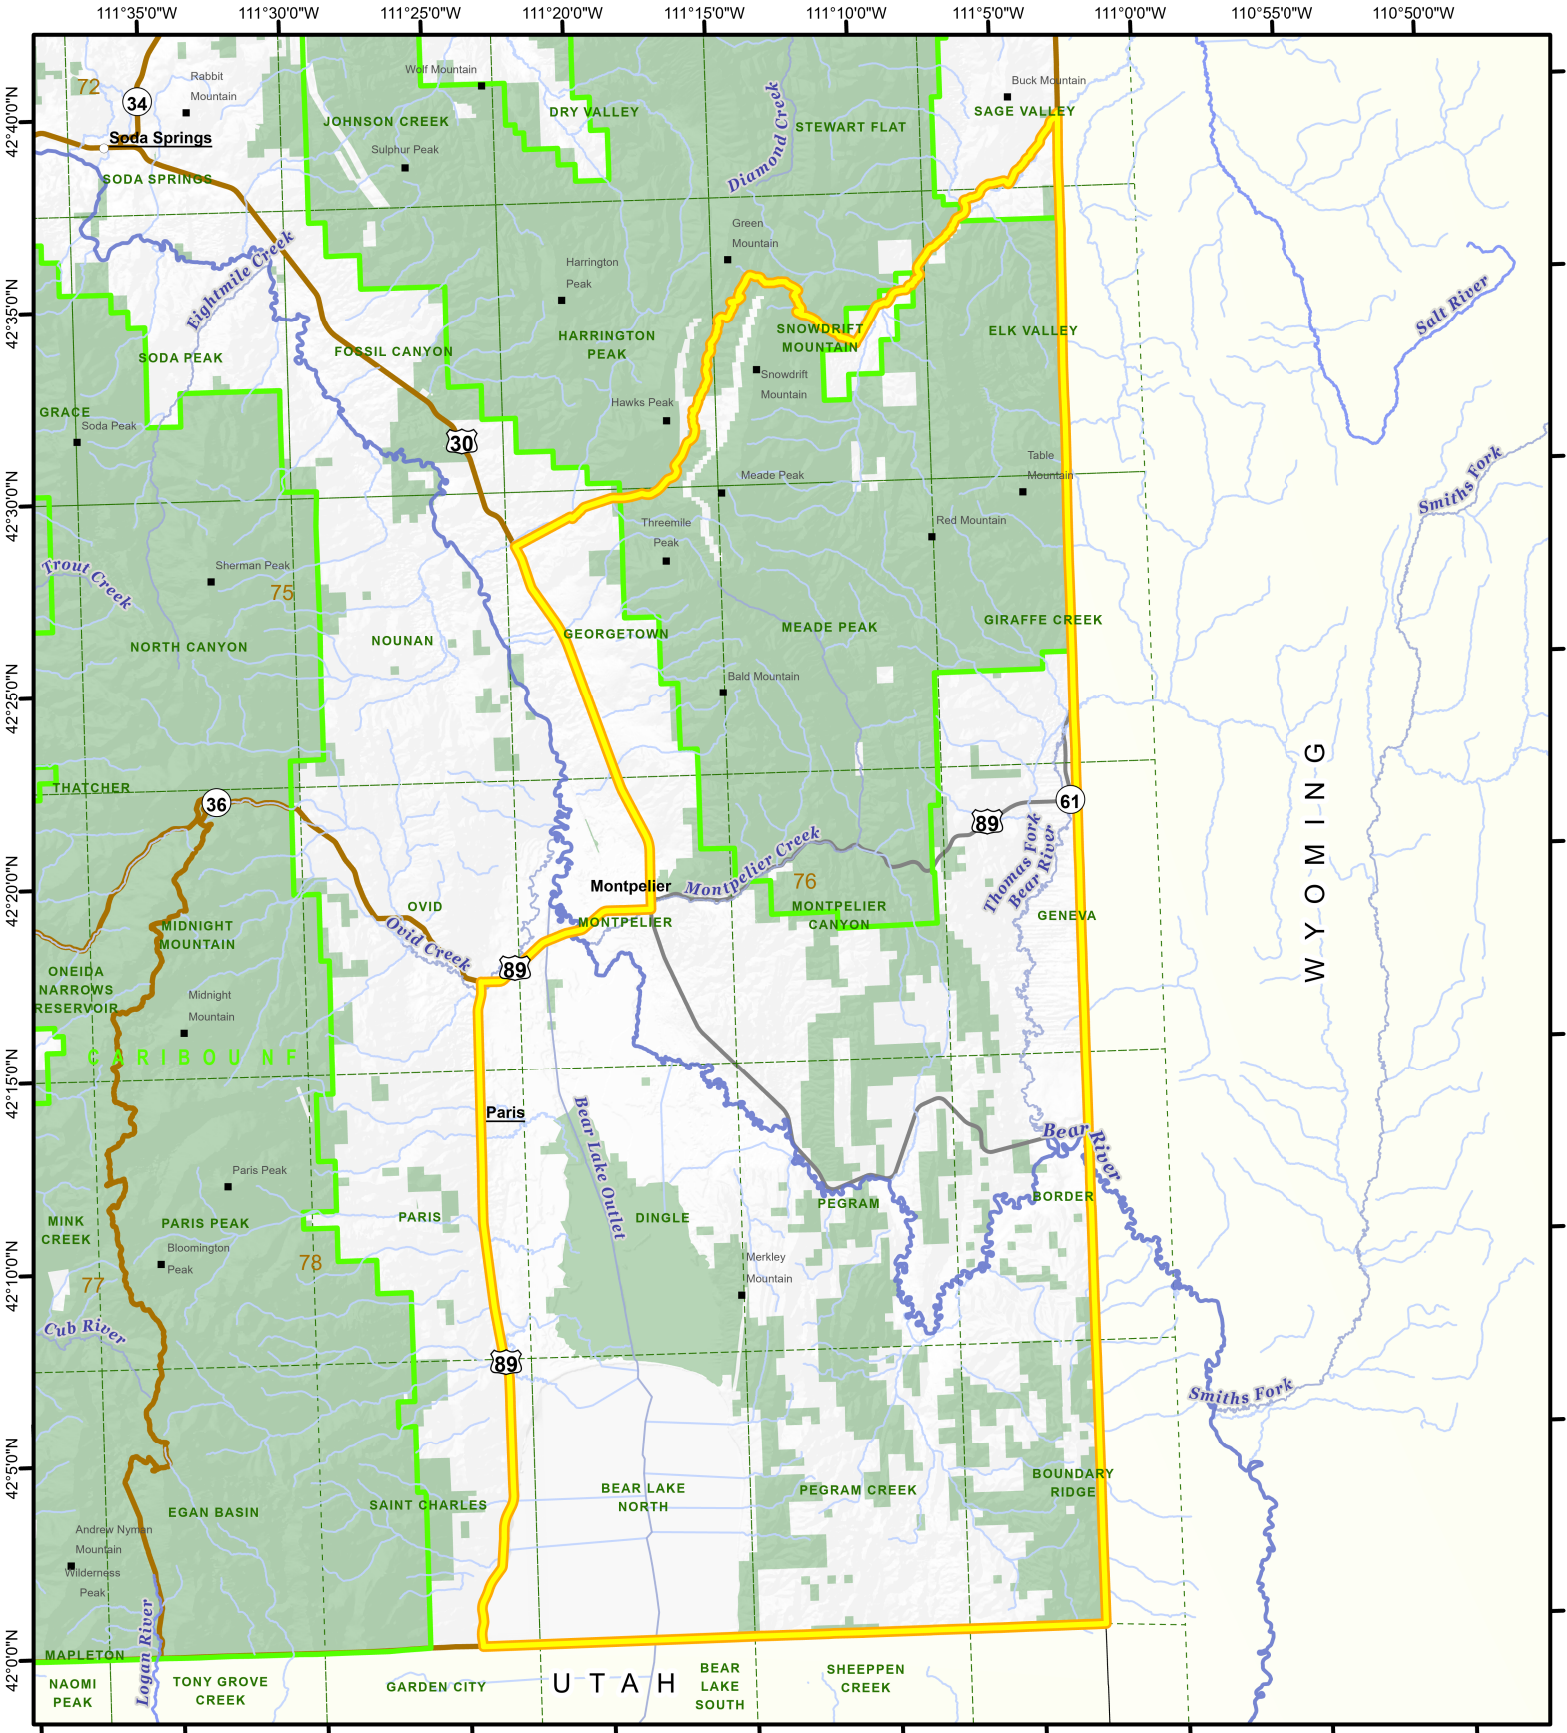 111°35'0"W
111°30'0"W
111°25'0"W
111°20'0"W
111°15'0"W
111°10'0"W
111°5'0"W
111°0'0"W
110°55'0"W
110°50'0"W
42°40'0"N
42°35'0"N
42°30'0"N
42°25'0"N
42°20'0"N
42°15'0"N
42°10'0"N
42°5'0"N
42°0'0"N
72
34
Rabbit
Mountain
Wolf Mountain
Buck Mountain
Soda Springs
SODA SPRINGS
JOHNSON CREEK
Sulphur Peak
DRY VALLEY
Diamond Creek
STEWART FLAT
SAGE VALLEY
Eightmile Creek
Green
Mountain
Harrington
Peak
Salt River
SODA PEAK
FOSSIL CANYON
HARRINGTON
PEAK
SNOWDRIFT
MOUNTAIN
ELK VALLEY
Snowdrift
Mountain
GRACE
Soda Peak
Hawks Peak
30
Meade Peak
Table
Mountain
Smiths Fork
Threemile
Peak
Red Mountain
Trout Creek
Sherman Peak
75
NORTH CANYON
NOUNAN
GEORGETOWN
MEADE PEAK
GIRAFFE CREEK
Bald Mountain
THATCHER
36
89
61
WYOMING
Montpelier
Montpelier Creek
76
Thomas Fork
Bear River
OVID
Ovid Creek
MONTPELIER
MONTPELIER
CANYON
GENEVA
MIDNIGHT
MOUNTAIN
89
ONEIDA
NARROWS
RESERVOIR
Midnight
Mountain
CARIBOU NF
Paris
Bear Lake Outlet
Bear River
Paris Peak
MINK
CREEK
PARIS PEAK
PARIS
DINGLE
PEGRAM
BORDER
Bloomington
Peak
78
77
Merkley
Mountain
Cub River
89
Smiths Fork
EGAN BASIN
SAINT CHARLES
BEAR LAKE
NORTH
PEGRAM CREEK
BOUNDARY
RIDGE
Andrew Nyman
Mountain
Wilderness
Peak
Logan River
MAPLETON
NAOMI
PEAK
TONY GROVE
CREEK
GARDEN CITY
UTAH
BEAR
LAKE
SOUTH
SHEEPPEN
CREEK